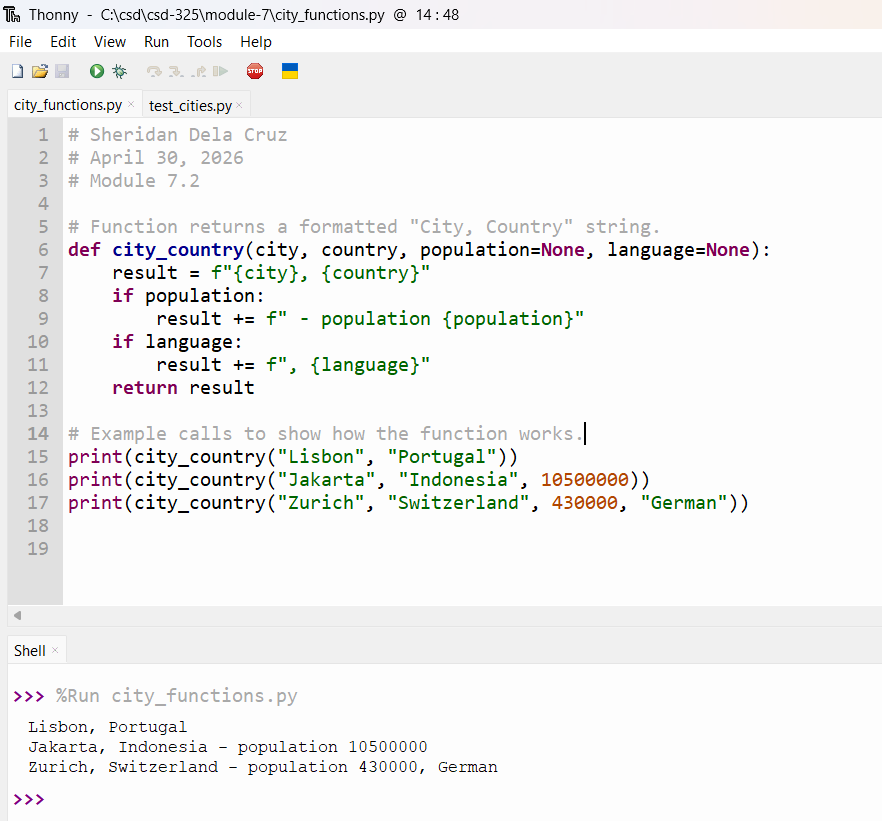 Thonny - C:\csd\csd-325\module-7\city_functions.py @ 14 : 48
File Edit View Run Tools Help
STOP
city_functions.py × test_cities.py ×
1 # Sheridan Dela Cruz
2 # April 30, 2026
3 # Module 7.2
4
5 # Function returns a formatted "City, Country" string.
6 def city_country(city, country, population=None, language=None):
7     result = f"{city}, {country}"
8     if population:
9         result += f" - population {population}"
10     if language:
11         result += f", {language}"
12     return result
13
14 # Example calls to show how the function works.
15 print(city_country("Lisbon", "Portugal"))
16 print(city_country("Jakarta", "Indonesia", 10500000))
17 print(city_country("Zurich", "Switzerland", 430000, "German"))
18
19
Shell ×
>>> %Run city_functions.py
Lisbon, Portugal
Jakarta, Indonesia - population 10500000
Zurich, Switzerland - population 430000, German
>>>